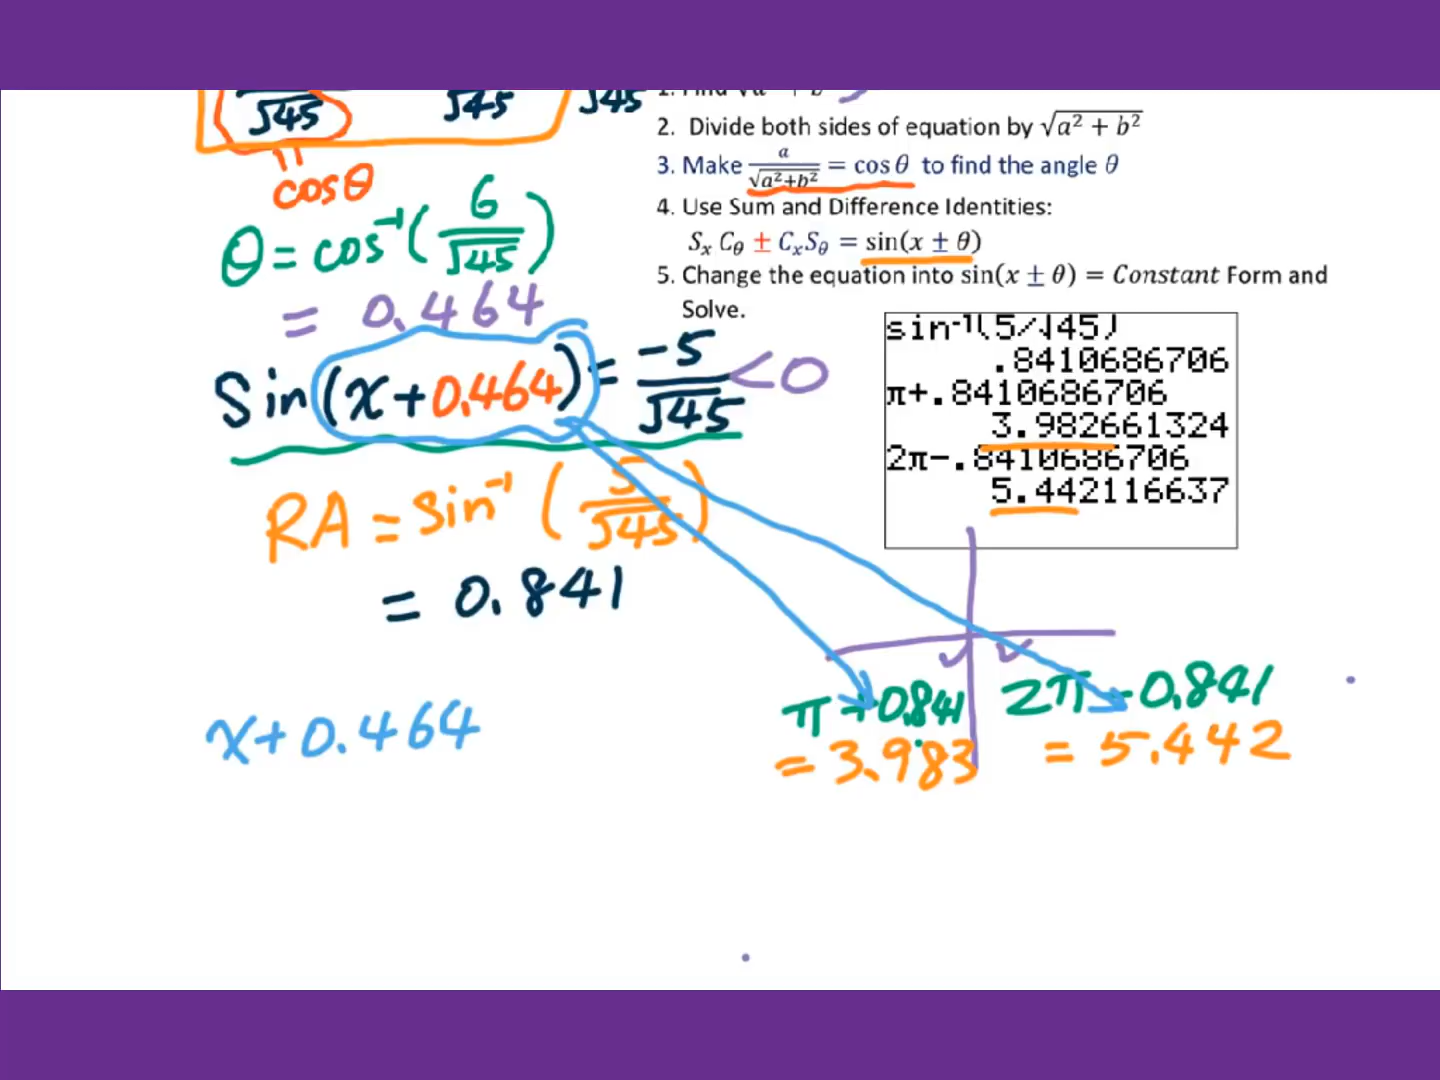 √45 √45 √45
cosθ
θ = cos⁻¹(6/√45)
= 0.464
sin(x+0.464) = -5/√45 <0
RA = sin⁻¹(5/√45)
= 0.841
x+0.464
2. Divide both sides of equation by √a² + b²
3. Make a/√a²+b² = cos θ to find the angle θ
4. Use Sum and Difference Identities:
Sₓ Cθ ± CₓSθ = sin(x ± θ)
5. Change the equation into sin(x ± θ) = Constant Form and
Solve.
sin⁻¹(5/√45)
.8410686706
π+.8410686706
3.982661324
2π-.8410686706
5.442116637
π+0.841 2π-0.841
= 3.983 = 5.442